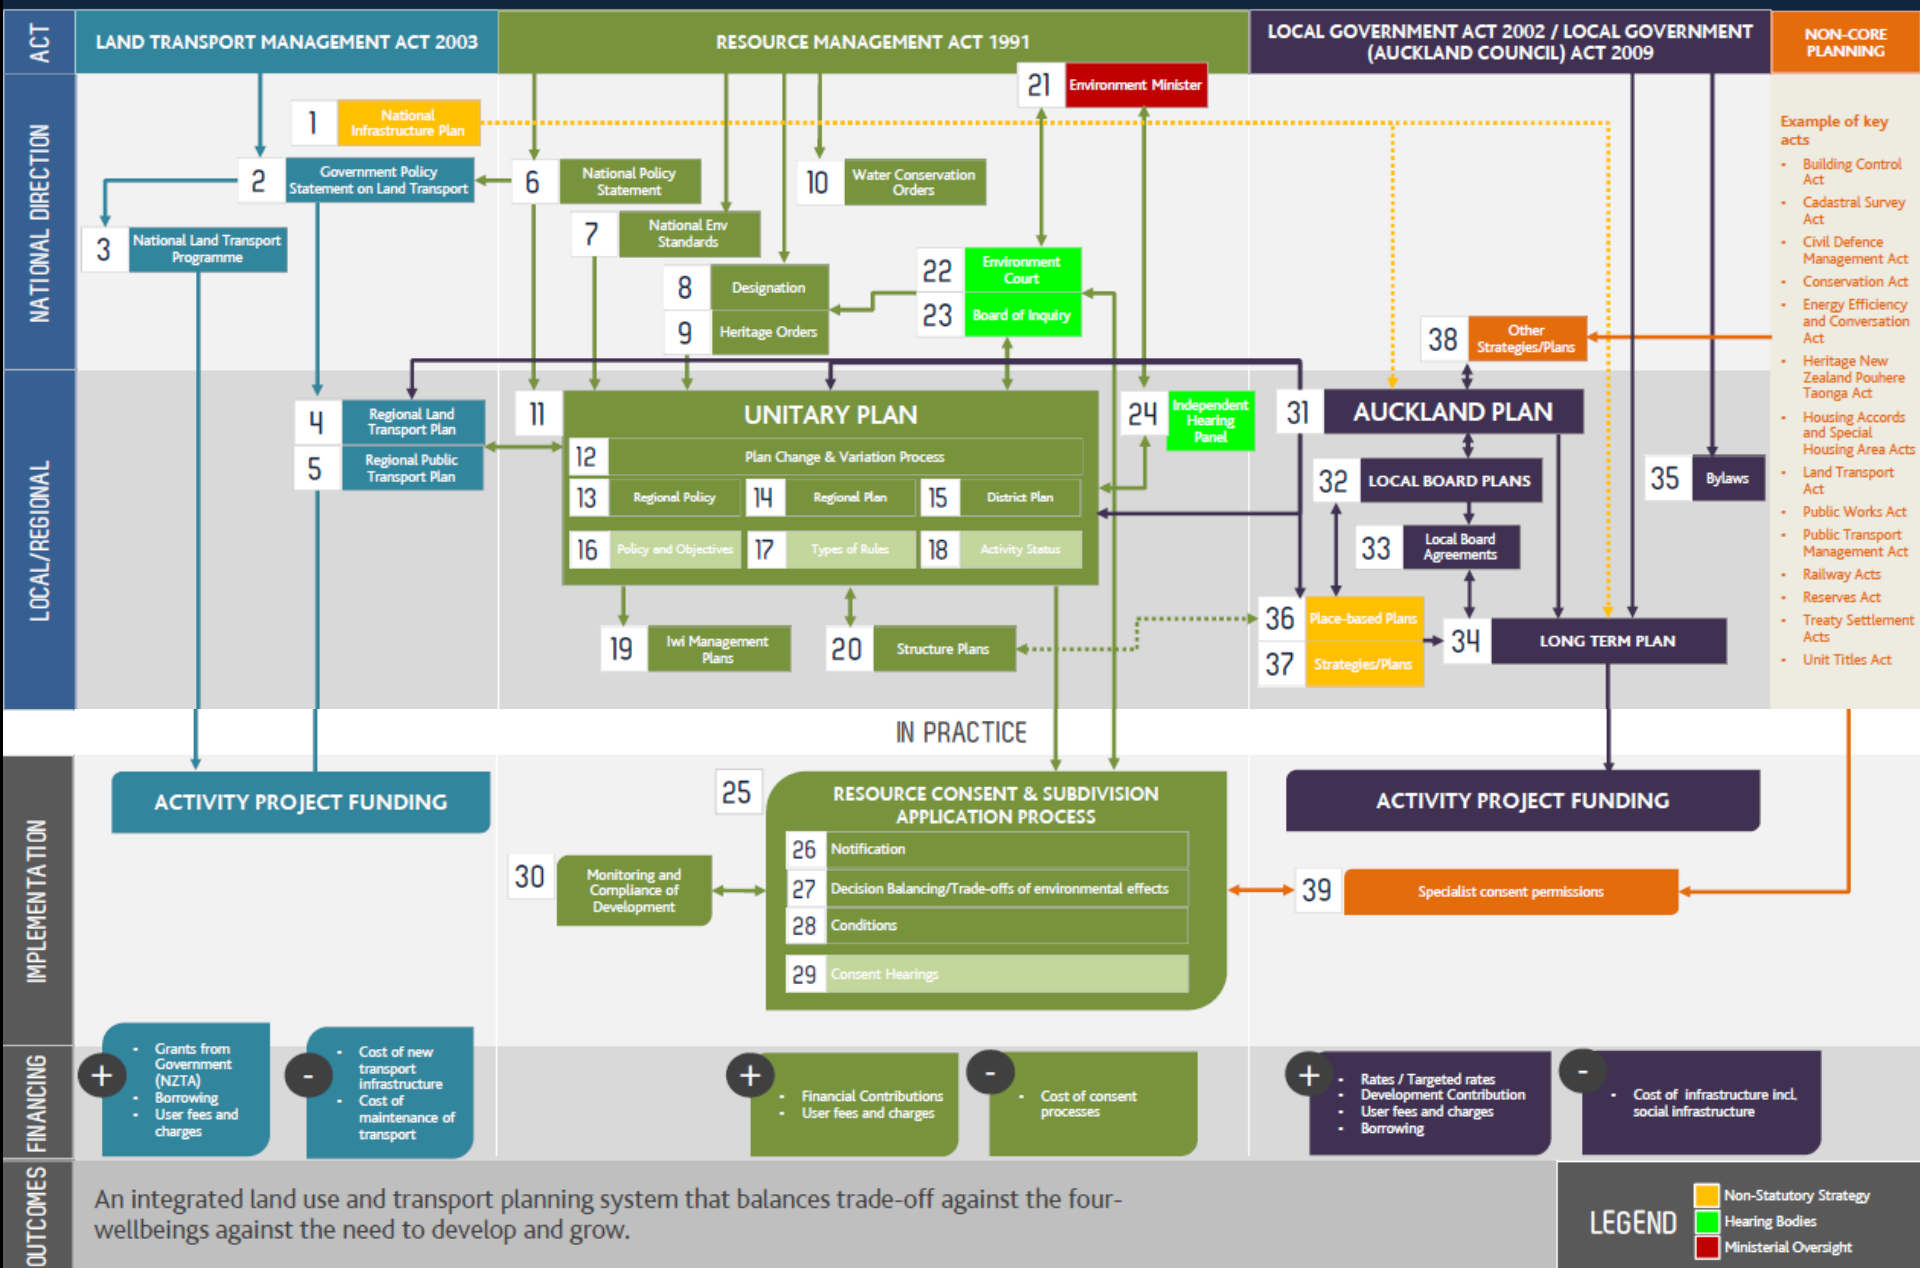 ACT
LAND TRANSPORT MANAGEMENT ACT 2003
RESOURCE MANAGEMENT ACT 1991
LOCAL GOVERNMENT ACT 2002 / LOCAL GOVERNMENT
(AUCKLAND COUNCIL) ACT 2009
NON-CORE
PLANNING
NATIONAL DIRECTION
1
National
Infrastructure Plan
2
Government Policy
Statement on Land Transport
3
National Land Transport
Programme
6
National Policy
Statement
7
National Env
Standards
8
Designation
9
Heritage Orders
10
Water Conservation
Orders
21
Environment Minister
22
Environment
Court
23
Board of Inquiry
38
Other
Strategies/Plans
Example of key
acts
- Building Control
Act
- Cadastral Survey
Act
- Civil Defence
Management Act
- Conservation Act
- Energy Efficiency
and Conversation
Act
- Heritage New
Zealand Pouhere
Taonga Act
- Housing Accords
and Special
Housing Area Acts
- Land Transport
Act
- Public Works Act
- Public Transport
Management Act
- Railway Acts
- Reserves Act
- Treaty Settlement
Acts
- Unit Titles Act
LOCAL/REGIONAL
4
Regional Land
Transport Plan
5
Regional Public
Transport Plan
11
UNITARY PLAN
12
Plan Change & Variation Process
13
Regional Policy
14
Regional Plan
15
District Plan
16
Policy and Objectives
17
Types of Rules
18
Activity Status
19
Iwi Management
Plans
20
Structure Plans
24
Independent
Hearing
Panel
31
AUCKLAND PLAN
32
LOCAL BOARD PLANS
33
Local Board
Agreements
34
LONG TERM PLAN
35
Bylaws
36
Place-based Plans
37
Strategies/Plans
IN PRACTICE
IMPLEMENTATION
ACTIVITY PROJECT FUNDING
25
RESOURCE CONSENT & SUBDIVISION
APPLICATION PROCESS
26
Notification
27
Decision Balancing/Trade-offs of environmental effects
28
Conditions
29
Consent Hearings
30
Monitoring and
Compliance of
Development
ACTIVITY PROJECT FUNDING
39
Specialist consent permissions
FINANCING
+
- Grants from
Government
(NZTA)
- Borrowing
- User fees and
charges
-
- Cost of new
transport
infrastructure
- Cost of
maintenance of
transport
+
- Financial Contributions
- User fees and charges
-
- Cost of consent
processes
+
- Rates / Targeted rates
- Development Contribution
- User fees and charges
- Borrowing
-
- Cost of infrastructure incl.
social infrastructure
OUTCOMES
An integrated land use and transport planning system that balances trade-off against the four-
wellbeings against the need to develop and grow.
LEGEND
Non-Statutory Strategy
Hearing Bodies
Ministerial Oversight